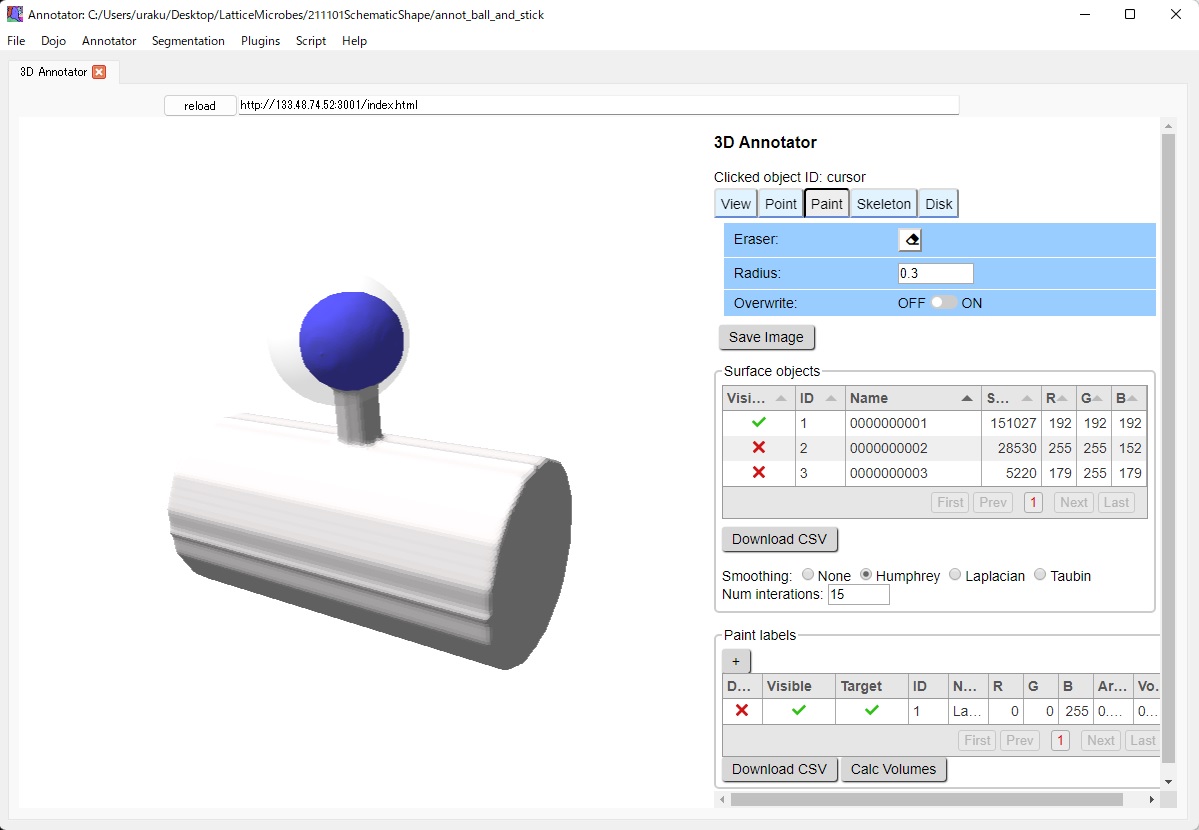 Annotator: C:/Users/uraku/Desktop/LatticeMicrobes/211101SchematicShape/annot_ball_and_stick
File Dojo Annotator Segmentation Plugins Script Help
3D Annotator
reload http://133.48.74.52:3001/index.html
3D Annotator
Clicked object ID: cursor
View Point Paint Skeleton Disk
Eraser:
Radius: 0.3
Overwrite: OFF ON
Save Image
Surface objects
Visi... ID Name S... R G B
1 0000000001 151027 192 192 192
2 0000000002 28530 255 255 152
3 0000000003 5220 179 255 179
First Prev 1 Next Last
Download CSV
Smoothing: None Humphrey Laplacian Taubin
Num interations: 15
Paint labels
+
D... Visible Target ID N... R G B Ar... Vo.
1 La... 0 0 255 0.... 0...
First Prev 1 Next Last
Download CSV Calc Volumes